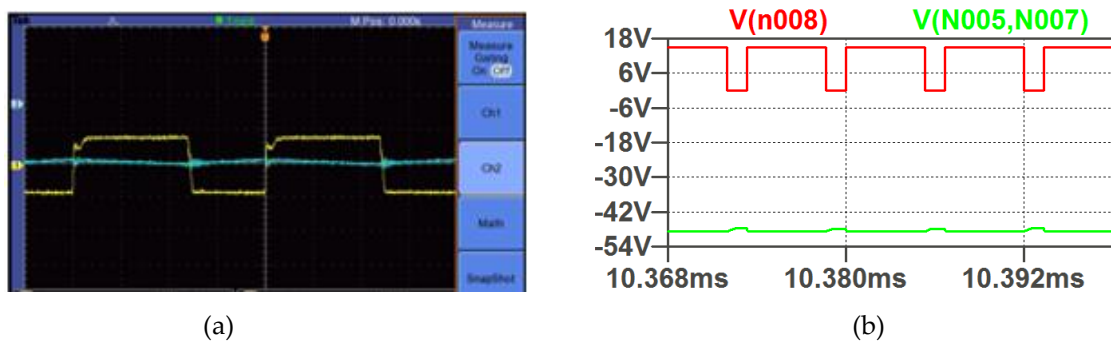 Tek M Pos: 0.000s Measure
Measure
Gating
On Off
Ch1
Ch2
Math
SnapShot
V(n008) V(N005,N007)
18V
6V
-6V
-18V
-30V
-42V
-54V
10.368ms 10.380ms 10.392ms
(a) (b)